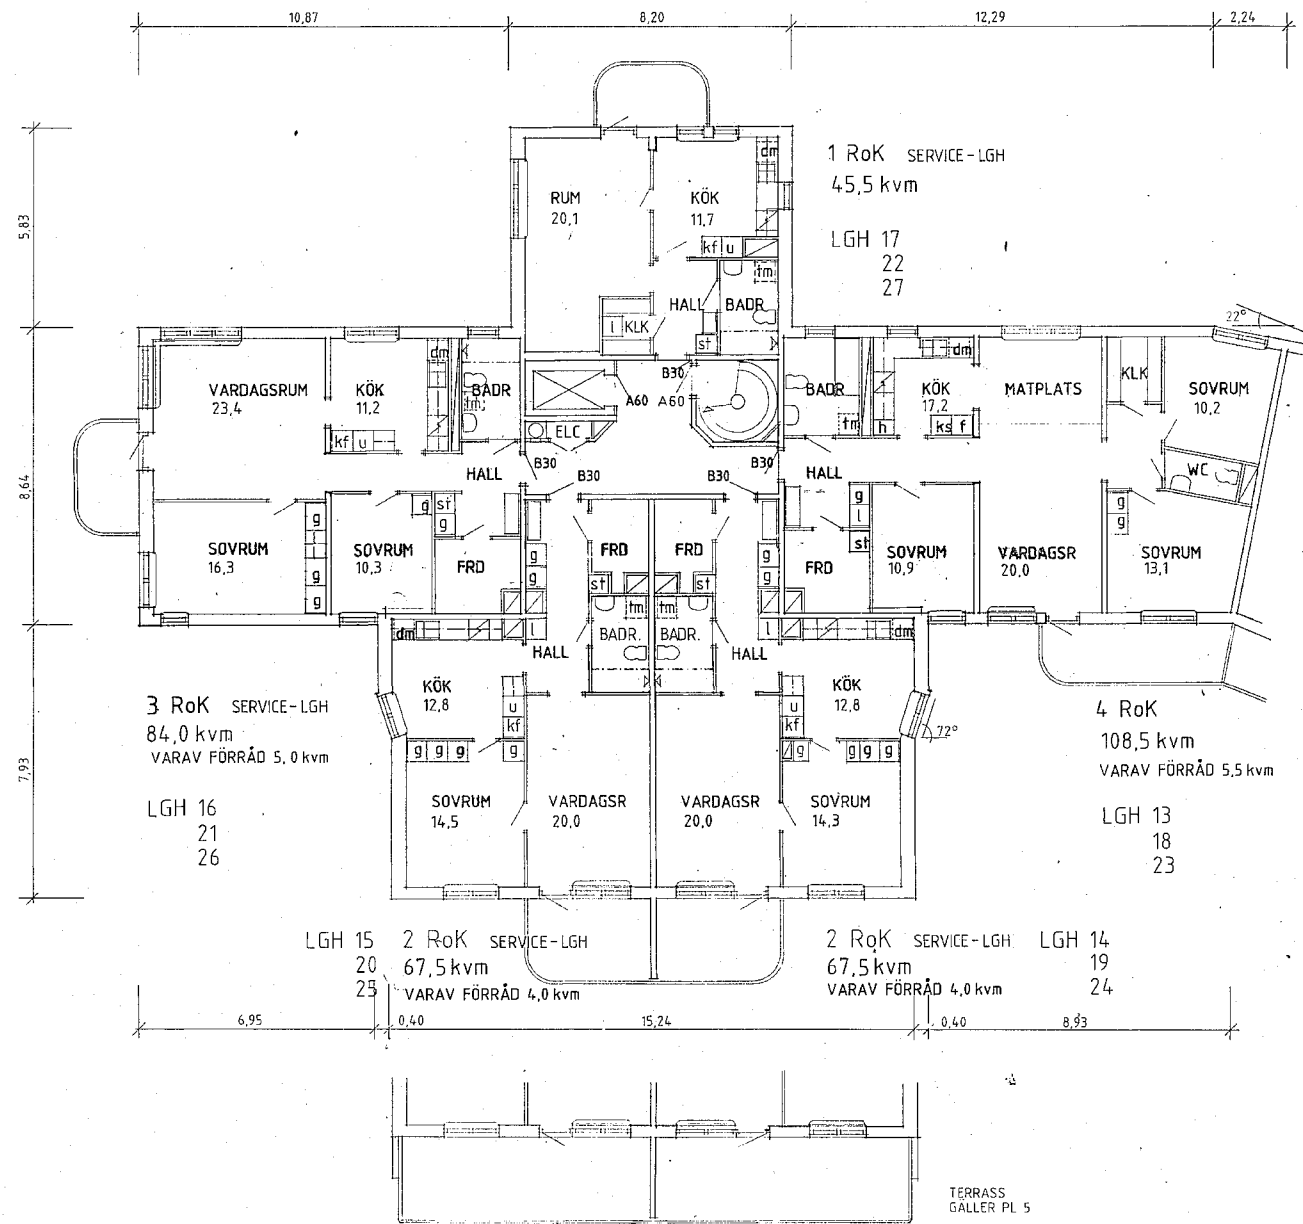 10,87
8,20
12,29
2,24
5,83
8,64
7,93
1 RoK SERVICE-LGH
45,5 kvm
LGH 17
22
27
RUM
20,1
KÖK
11,7
dm
kf u
tm
HALL
BADR
l KLK
st
22°
VARDAGSRUM
23,4
KÖK
11,2
dm
BADR
tm
kf u
HALL
B30
A60
A60
ELC
B30
B30
B30
B30
BADR
tm
KÖK
17,2
dm
h
ks f
MATPLATS
KLK
SOVRUM
10,2
WC
HALL
SOVRUM
16,3
g
g
g
SOVRUM
10,3
g
st
g
FRD
g
g
FRD
st
FRD
st
g
g
g
l
st
FRD
SOVRUM
10,9
VARDAGSR
20,0
g
g
SOVRUM
13,1
dm
l
HALL
BADR.
tm
tm
BADR.
HALL
l
dm
KÖK
12,8
u
kf
u
kf
KÖK
12,8
72°
g g g
g
g
g g g
SOVRUM
14,5
VARDAGSR
20,0
VARDAGSR
20,0
SOVRUM
14,3
3 RoK SERVICE-LGH
84,0 kvm
VARAV FÖRRÅD 5,0 kvm
LGH 16
21
26
4 RoK
108,5 kvm
VARAV FÖRRÅD 5,5 kvm
LGH 13
18
23
LGH 15
20
25
2 RoK SERVICE-LGH
67,5 kvm
VARAV FÖRRÅD 4,0 kvm
2 RoK SERVICE-LGH
67,5 kvm
VARAV FÖRRÅD 4,0 kvm
LGH 14
19
24
6,95
0,40
15,24
0,40
8,93
TERRASS
GÄLLER PL 5